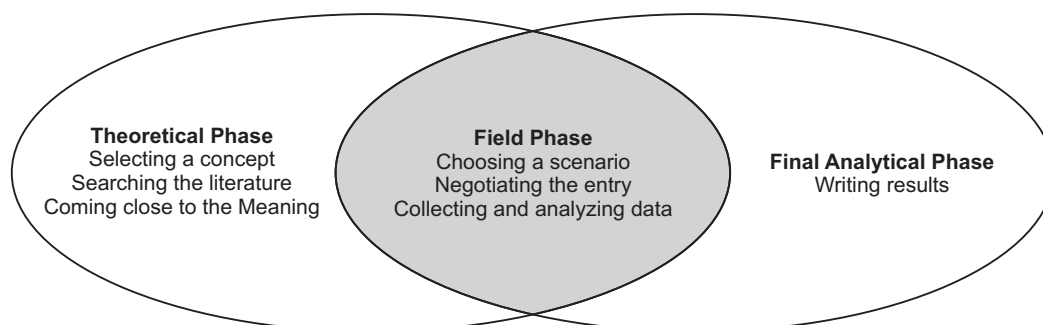 Theoretical Phase
Selecting a concept
Searching the literature
Coming close to the Meaning
Field Phase
Choosing a scenario
Negotiating the entry
Collecting and analyzing data
Final Analytical Phase
Writing results